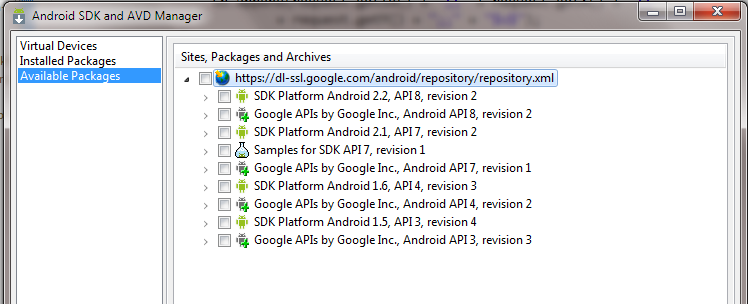 Android SDK and AVD Manager
Virtual Devices
Installed Packages
Available Packages
Sites, Packages and Archives
https://dl-ssl.google.com/android/repository/repository.xml
SDK Platform Android 2.2, API 8, revision 2
Google APIs by Google Inc., Android API 8, revision 2
SDK Platform Android 2.1, API 7, revision 2
Samples for SDK API 7, revision 1
Google APIs by Google Inc., Android API 7, revision 1
SDK Platform Android 1.6, API 4, revision 3
Google APIs by Google Inc., Android API 4, revision 2
SDK Platform Android 1.5, API 3, revision 4
Google APIs by Google Inc., Android API 3, revision 3